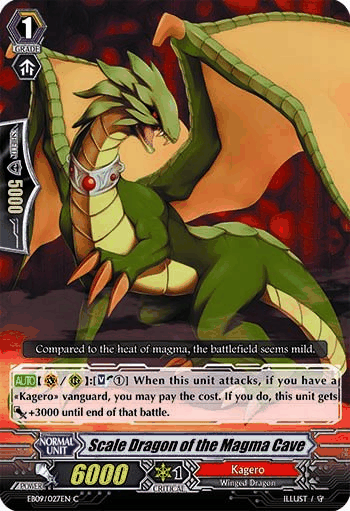 1
GRADE
SHIELD
5000
Compared to the heat of magma, the battlefield seems mild.
AUTO [ / ]:[ 1] When this unit attacks, if you have a
«Kagero» vanguard, you may pay the cost. If you do, this unit gets
+3000 until end of that battle.
NORMAL
UNIT
Scale Dragon of the Magma Cave
POWER
6000
1
CRITICAL
Kagero
Winged Dragon
EB09/027EN C
ILLUST /